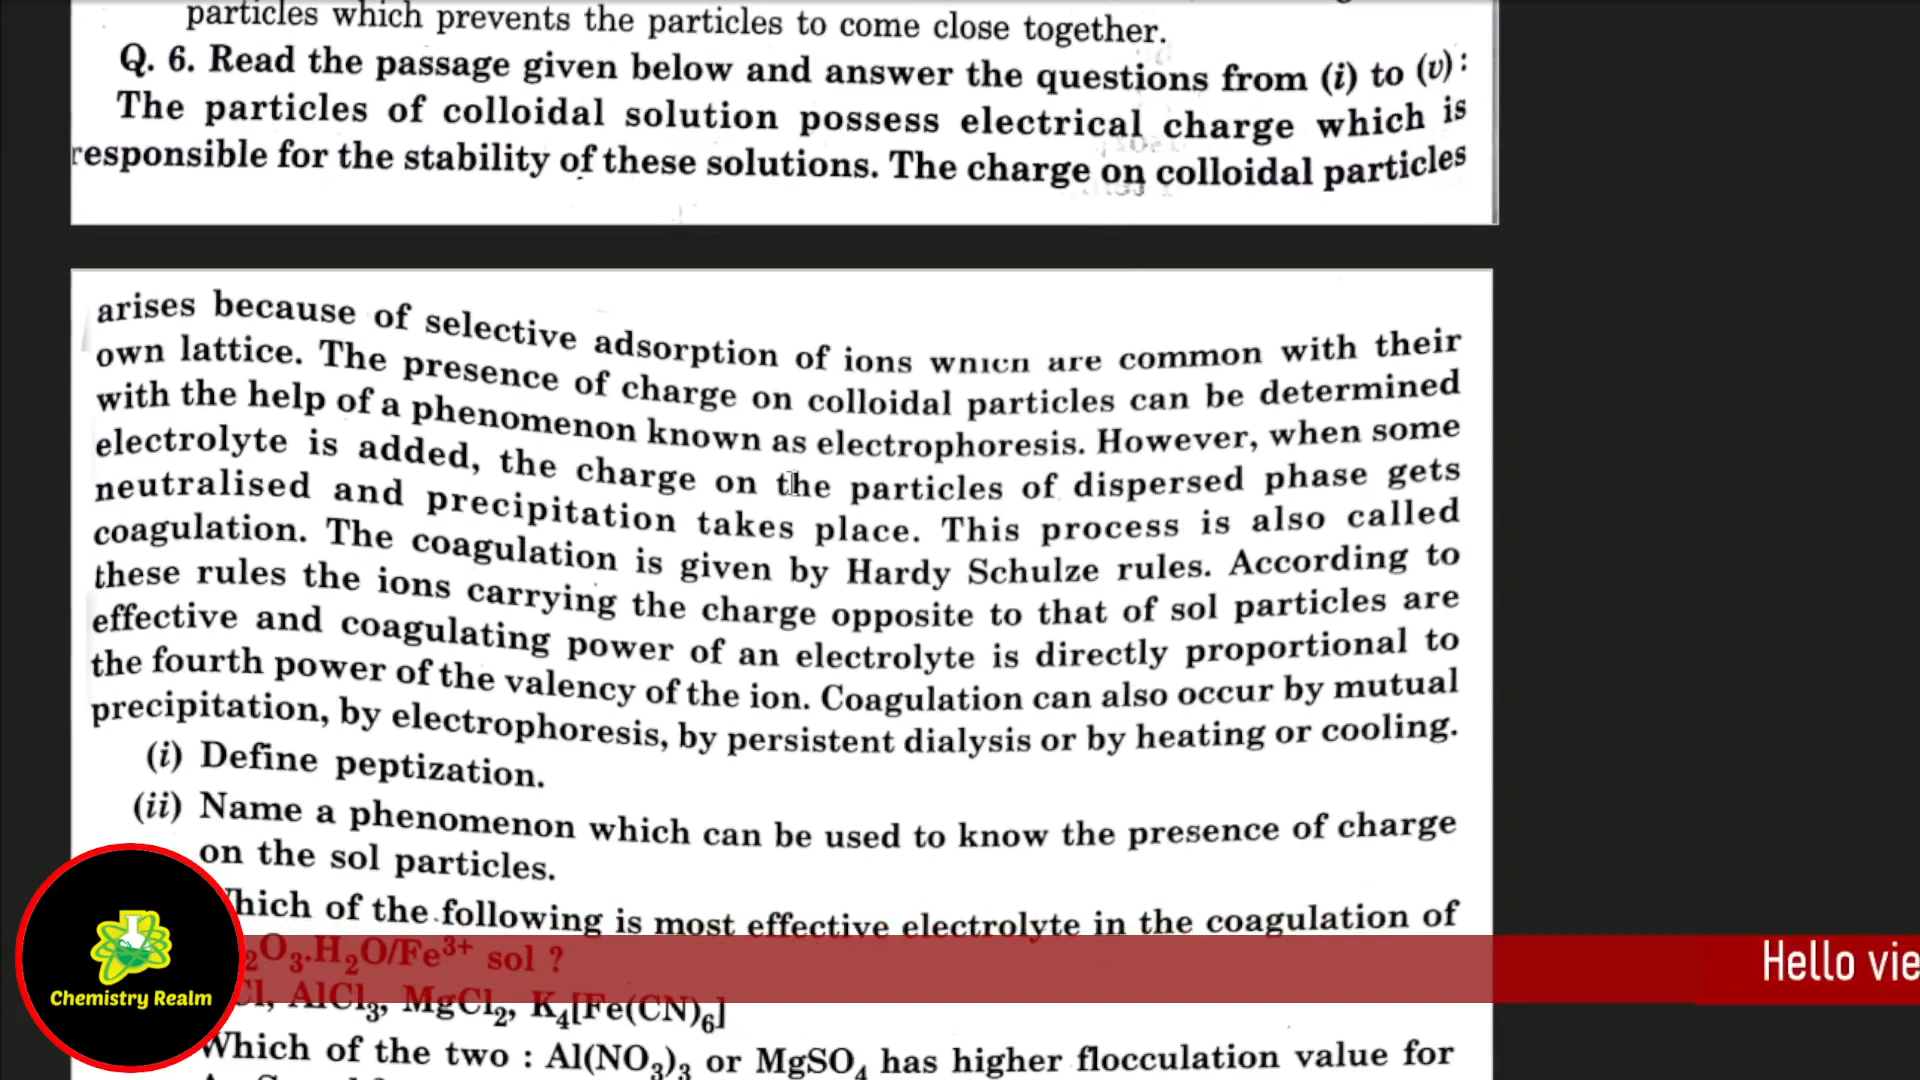 particles which prevents the particles to come close together.
Q. 6. Read the passage given below and answer the questions from (i) to (v):
The particles of colloidal solution possess electrical charge which is
responsible for the stability of these solutions. The charge on colloidal particles
arises because of selective adsorption of ions which are common with their
own lattice. The presence of charge on colloidal particles can be determined
with the help of a phenomenon known as electrophoresis. However, when some
electrolyte is added, the charge on the particles of dispersed phase gets
neutralised and precipitation takes place. This process is also called
coagulation. The coagulation is given by Hardy Schulze rules. According to
these rules the ions carrying the charge opposite to that of sol particles are
effective and coagulating power of an electrolyte is directly proportional to
the fourth power of the valency of the ion. Coagulation can also occur by mutual
precipitation, by electrophoresis, by persistent dialysis or by heating or cooling.
(i) Define peptization.
(ii) Name a phenomenon which can be used to know the presence of charge
on the sol particles.
Which of the following is most effective electrolyte in the coagulation of
₂O₃.H₂O/Fe³⁺ sol ?
Cl, AlCl₃, MgCl₂, K₄[Fe(CN)₆]
Which of the two : Al(NO₃)₃ or MgSO₄ has higher flocculation value for
Chemistry Realm
Hello vie